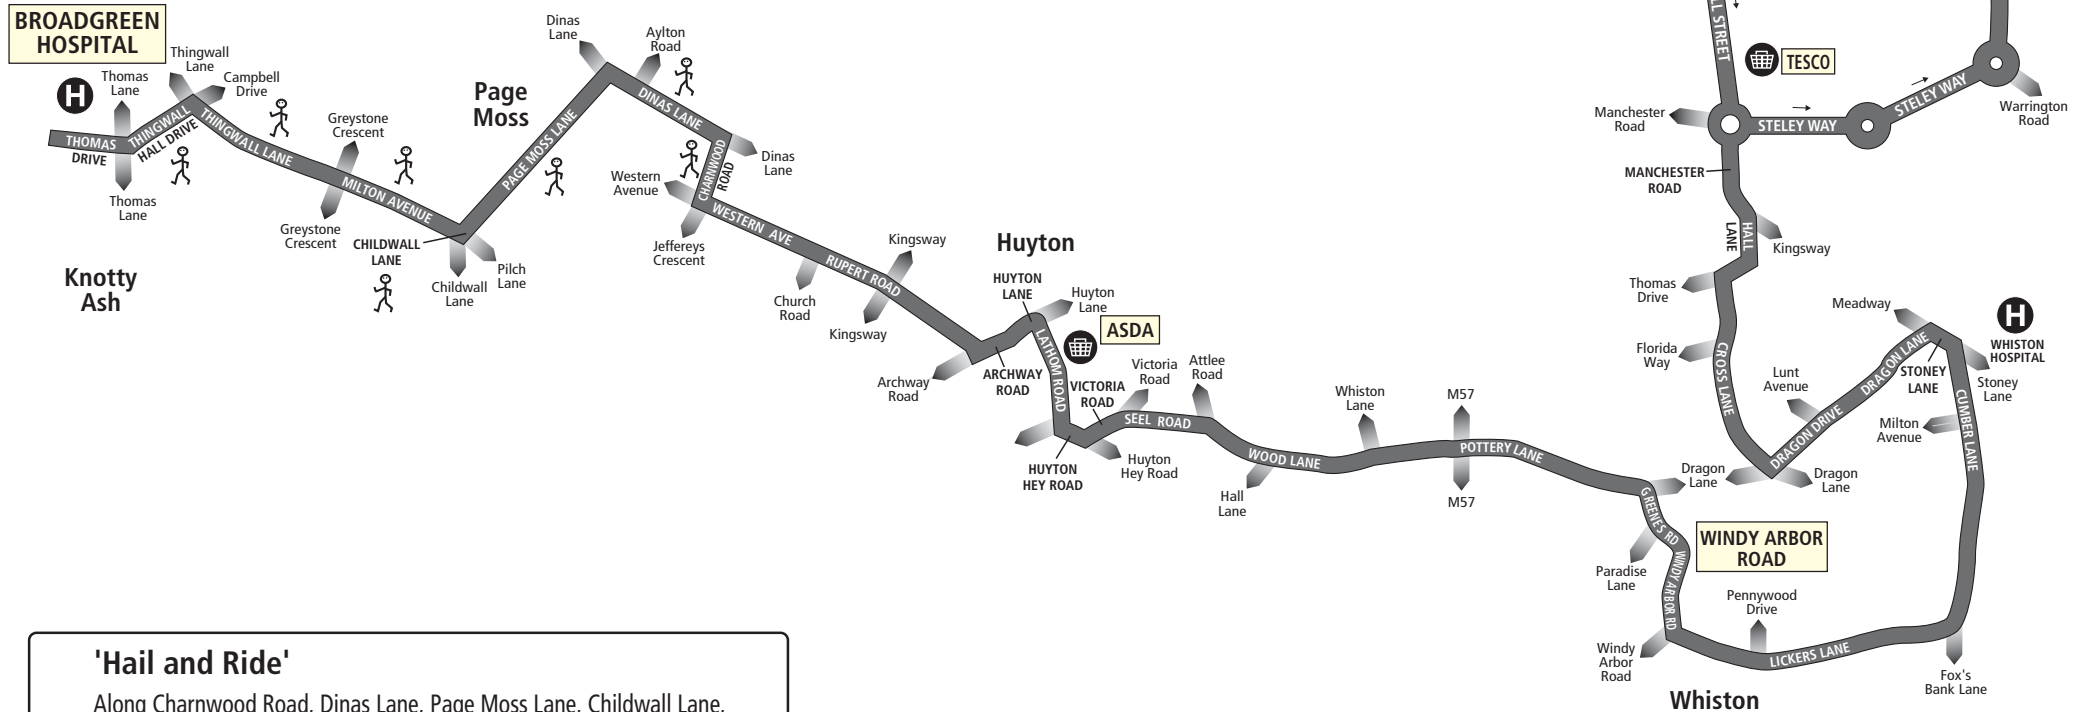 BROADGREEN
HOSPITAL
H
Thomas
Lane
Thingwall
Lane
Campbell
Drive
THOMAS
DRIVE
THINGWALL
HALL DRIVE
Thomas
Lane
THINGWALL LANE
Greystone
Crescent
Greystone
Crescent
MILTON AVENUE
Knotty
Ash
CHILDWALL
LANE
Childwall
Lane
Pilch
Lane
Page
Moss
PAGE MOSS LANE
Dinas
Lane
Aylton
Road
DINAS LANE
Dinas
Lane
CHARNWOOD
ROAD
Western
Avenue
Jeffereys
Crescent
WESTERN AVE
Church
Road
RUPERT ROAD
Kingsway
Kingsway
Huyton
Archway
Road
ARCHWAY
ROAD
HUYTON
LANE
Huyton
Lane
ASDA
LATHOM ROAD
HUYTON
HEY ROAD
Huyton
Hey Road
VICTORIA
ROAD
Victoria
Road
SEEL ROAD
Attlee
Road
WOOD LANE
Hall
Lane
Whiston
Lane
M57
M57
POTTERY LANE
Dragon
Lane
GREENES RD
Paradise
Lane
WINDY ARBOR
ROAD
WINDY ARBOR RD
Windy
Arbor
Road
Pennywood
Drive
LICKERS LANE
Whiston
Fox's
Bank Lane
CUMBER LANE
Milton
Avenue
Stoney
Lane
H
WHISTON
HOSPITAL
STONEY
LANE
Meadway
DRAGON LANE
Lunt
Avenue
DRAGON DRIVE
Dragon
Lane
CROSS LANE
Florida
Way
Thomas
Drive
HALL
LANE
Kingsway
MANCHESTER
ROAD
Manchester
Road
LL STREET
TESCO
STELEY WAY
STELEY WAY
Warrington
Road
'Hail and Ride'
Along Charnwood Road, Dinas Lane, Page Moss Lane, Childwall Lane,